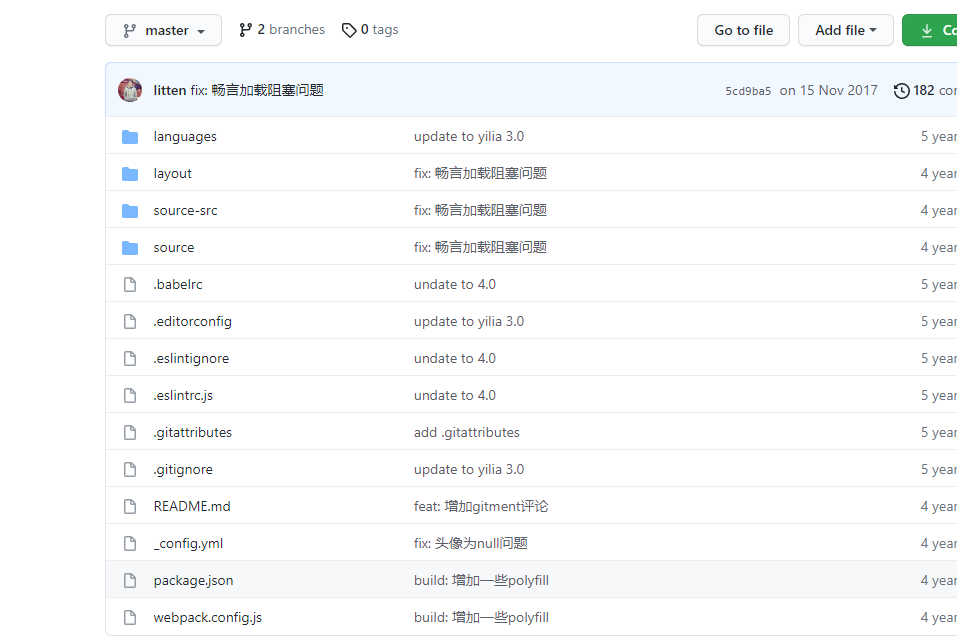 master 2 branches 0 tags Go to file Add file Co
litten fix: 畅言加载阻塞问题 5cd9ba5 on 15 Nov 2017 182 con
languages update to yilia 3.0 5 year
layout fix: 畅言加载阻塞问题 4 year
source-src fix: 畅言加载阻塞问题 4 year
source fix: 畅言加载阻塞问题 4 year
.babelrc undate to 4.0 5 year
.editorconfig update to yilia 3.0 5 year
.eslintignore undate to 4.0 5 year
.eslintrc.js undate to 4.0 5 year
.gitattributes add .gitattributes 5 year
.gitignore update to yilia 3.0 5 year
README.md feat: 增加gitment评论 4 year
_config.yml fix: 头像为null问题 4 year
package.json build: 增加一些polyfill 4 year
webpack.config.js build: 增加一些polyfill 4 year